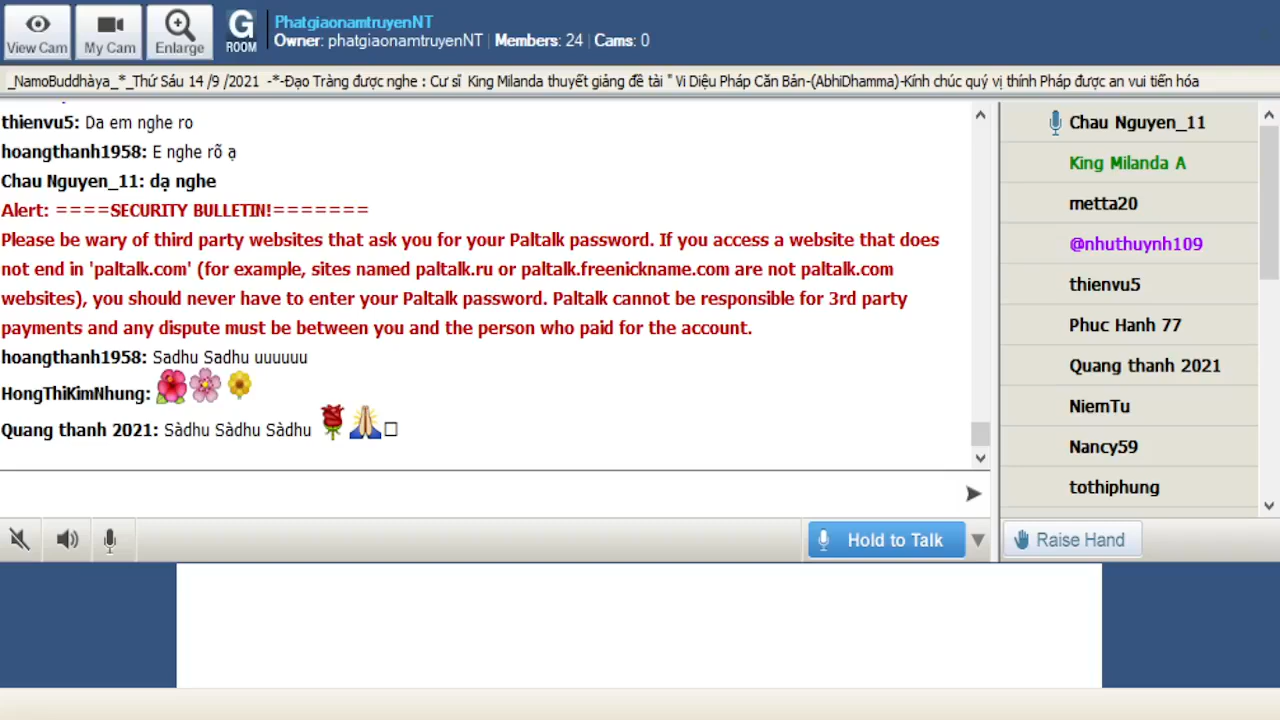 View Cam
My Cam
Enlarge
G
ROOM
PhatgiaonamtruyenNT
Owner: phatgiaonamtruyenNT | Members: 24 | Cams: 0
_NamoBuddhàya_*_Thứ Sáu 14 /9 /2021 -*-Đạo Tràng được nghe : Cư sĩ King Milanda thuyết giảng đề tài " Vi Diệu Pháp Căn Bản-(AbhiDhamma)-Kính chúc quý vị thính Pháp được an vui tiến hóa
thienvu5: Da em nghe ro
hoangthanh1958: E nghe rõ ạ
Chau Nguyen_11: dạ nghe
Alert: ====SECURITY BULLETIN!=======
Please be wary of third party websites that ask you for your Paltalk password. If you access a website that does
not end in 'paltalk.com' (for example, sites named paltalk.ru or paltalk.freenickname.com are not paltalk.com
websites), you should never have to enter your Paltalk password. Paltalk cannot be responsible for 3rd party
payments and any dispute must be between you and the person who paid for the account.
hoangthanh1958: Sadhu Sadhu uuuuuu
HongThiKimNhung:
Quang thanh 2021: Sàdhu Sàdhu Sàdhu
Hold to Talk
Chau Nguyen_11
King Milanda A
metta20
@nhuthuynh109
thienvu5
Phuc Hanh 77
Quang thanh 2021
NiemTu
Nancy59
tothiphung
Raise Hand